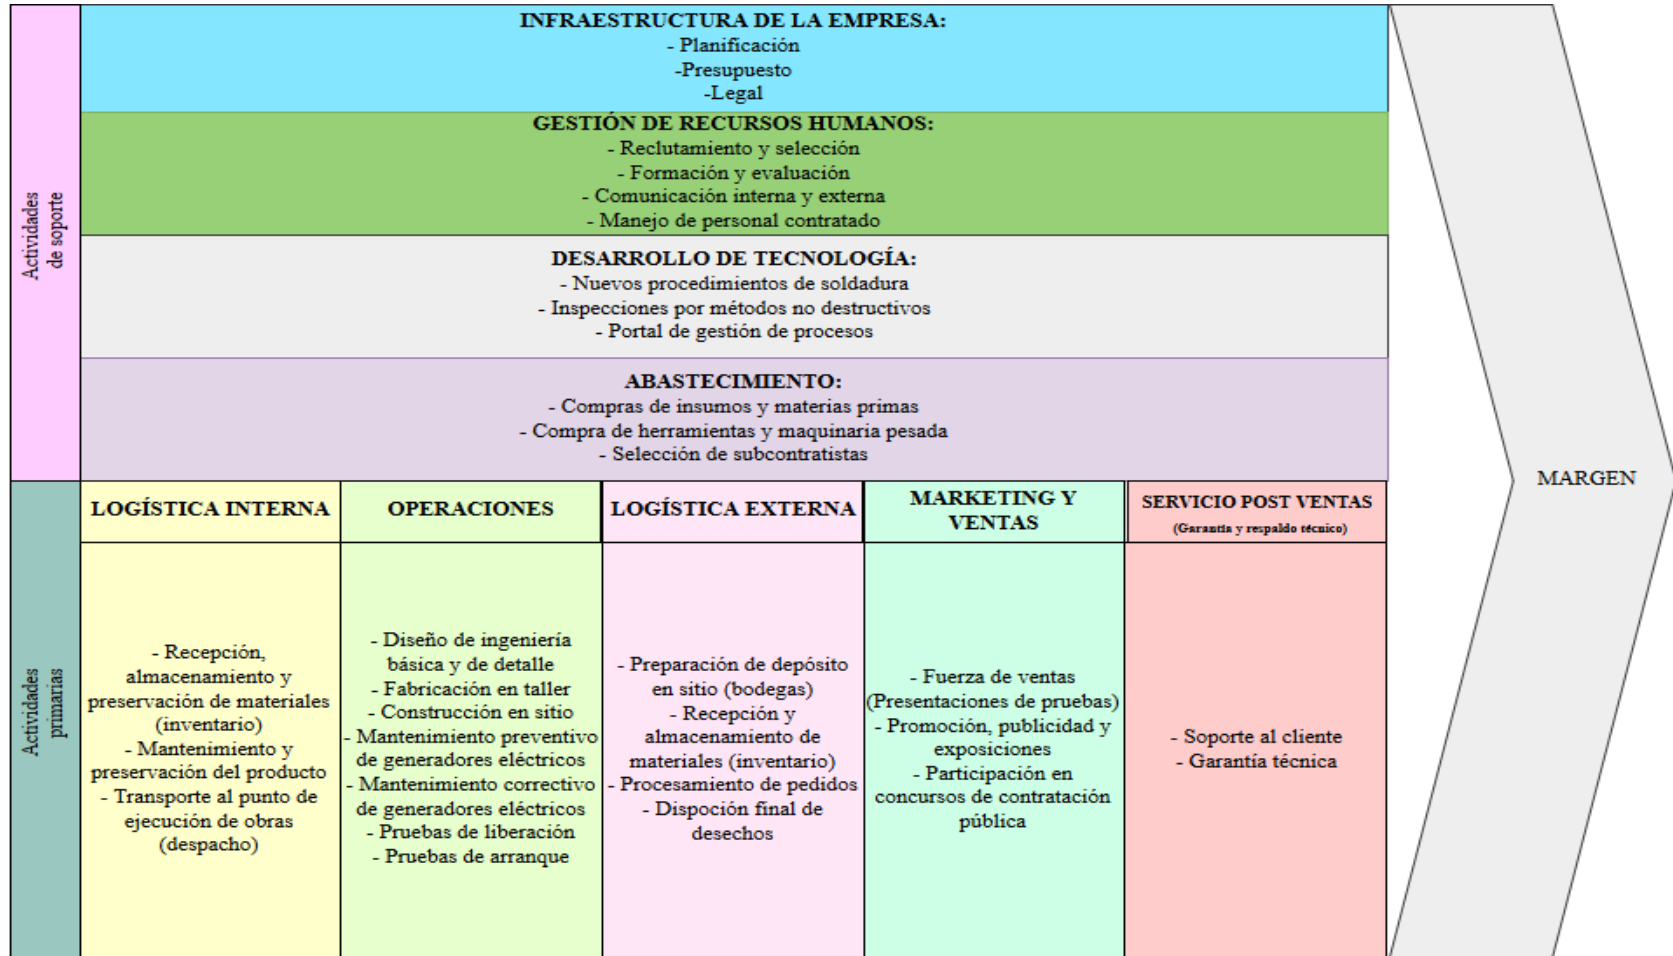 INFRAESTRUCTURA DE LA EMPRESA:
- Planificación
-Presupuesto
-Legal
GESTIÓN DE RECURSOS HUMANOS:
- Reclutamiento y selección
- Formación y evaluación
- Comunicación interna y externa
- Manejo de personal contratado
Actividades
de soporte
DESARROLLO DE TECNOLOGÍA:
- Nuevos procedimientos de soldadura
- Inspecciones por métodos no destructivos
- Portal de gestión de procesos
ABASTECIMIENTO:
- Compras de insumos y materias primas
- Compra de herramientas y maquinaria pesada
- Selección de subcontratistas
MARGEN
Actividades
primarias
LOGÍSTICA INTERNA
- Recepción,
almacenamiento y
preservación de materiales
(inventario)
- Mantenimiento y
preservación del producto
- Transporte al punto de
ejecución de obras
(despacho)
OPERACIONES
- Diseño de ingeniería
básica y de detalle
- Fabricación en taller
- Construcción en sitio
- Mantenimiento preventivo
de generadores eléctricos
- Mantenimiento correctivo
de generadores eléctricos
- Pruebas de liberación
- Pruebas de arranque
LOGÍSTICA EXTERNA
- Preparación de depósito
en sitio (bodegas)
- Recepción y
almacenamiento de
materiales (inventario)
- Procesamiento de pedidos
- Dispoción final de
desechos
MARKETING Y
VENTAS
- Fuerza de ventas
(Presentaciones de pruebas)
- Promoción, publicidad y
exposiciones
- Participación en
concursos de contratación
pública
SERVICIO POST VENTAS
(Garantía y respaldo técnico)
- Soporte al cliente
- Garantía técnica